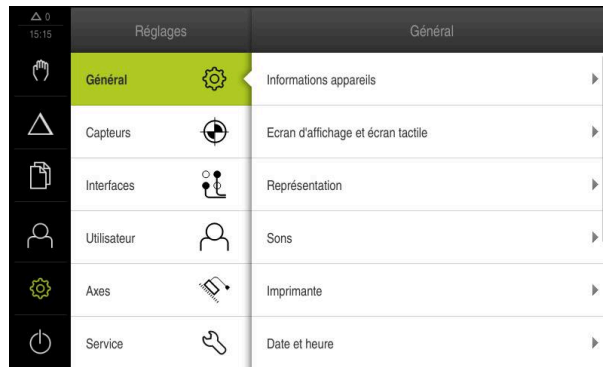 0
15:15
Réglages
Général
Général
Capteurs
Interfaces
Utilisateur
Axes
Service
Informations appareils
Ecran d'affichage et écran tactile
Représentation
Sons
Imprimante
Date et heure